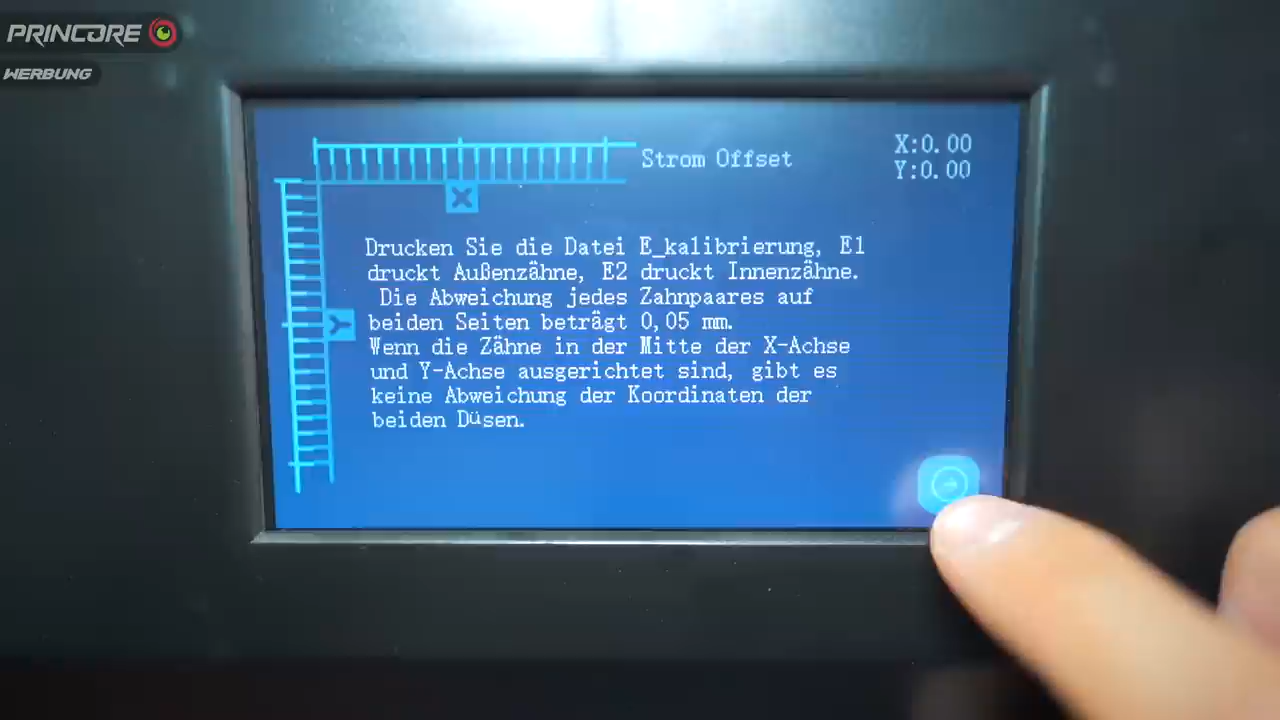 PRINCORE
WERBUNG
Strom Offset
X:0.00
Y:0.00
X
Y
Drucken Sie die Datei E_kalibrierung, E1
druckt Außenzähne, E2 druckt Innenzähne.
Die Abweichung jedes Zahnpaares auf
beiden Seiten beträgt 0,05 mm.
Wenn die Zähne in der Mitte der X-Achse
und Y-Achse ausgerichtet sind, gibt es
keine Abweichung der Koordinaten der
beiden Düsen.